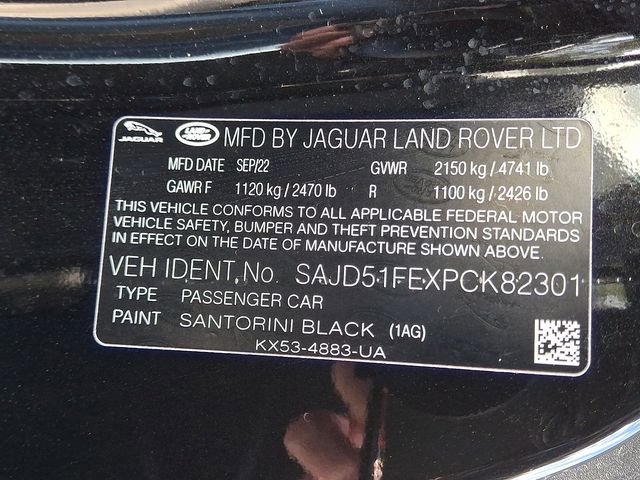 JAGUAR LAND ROVER MFD BY JAGUAR LAND ROVER LTD
MFD DATE SEP/22 GVWR 2150 kg / 4741 lb
GAWR F 1120 kg / 2470 lb R 1100 kg / 2426 lb
THIS VEHICLE CONFORMS TO ALL APPLICABLE FEDERAL MOTOR
VEHICLE SAFETY, BUMPER AND THEFT PREVENTION STANDARDS
IN EFFECT ON THE DATE OF MANUFACTURE SHOWN ABOVE.
VEH IDENT, No. SAJD51FEXPCK82301
TYPE PASSENGER CAR
PAINT SANTORINI BLACK (1AG)
KX53-4883-UA